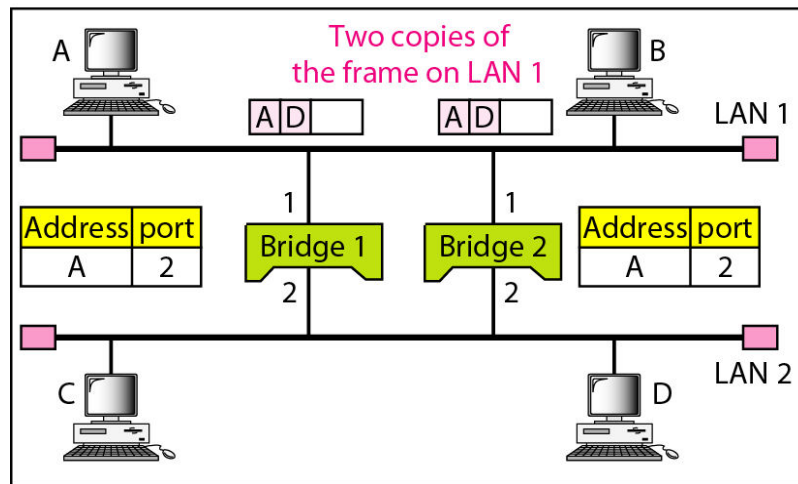 A
Two copies of
the frame on LAN 1
B
A D
A D
LAN 1
1
1
Address port
A 2
Bridge 1
Bridge 2
Address port
A 2
2
2
C
D
LAN 2